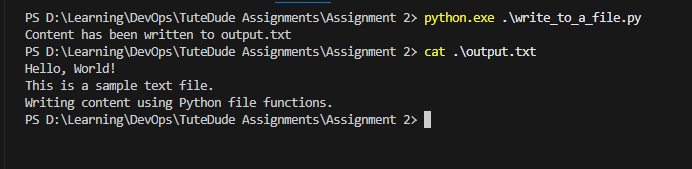 PS D:\Learning\DevOps\TuteDude Assignments\Assignment 2> python.exe .\write_to_a_file.py
Content has been written to output.txt
PS D:\Learning\DevOps\TuteDude Assignments\Assignment 2> cat .\output.txt
Hello, World!
This is a sample text file.
Writing content using Python file functions.
PS D:\Learning\DevOps\TuteDude Assignments\Assignment 2>